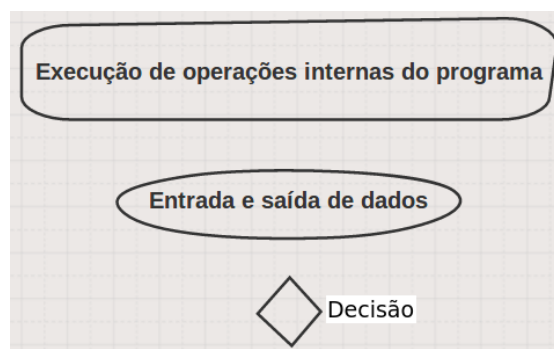 Execução de operações internas do programa
Entrada e saída de dados
Decisão